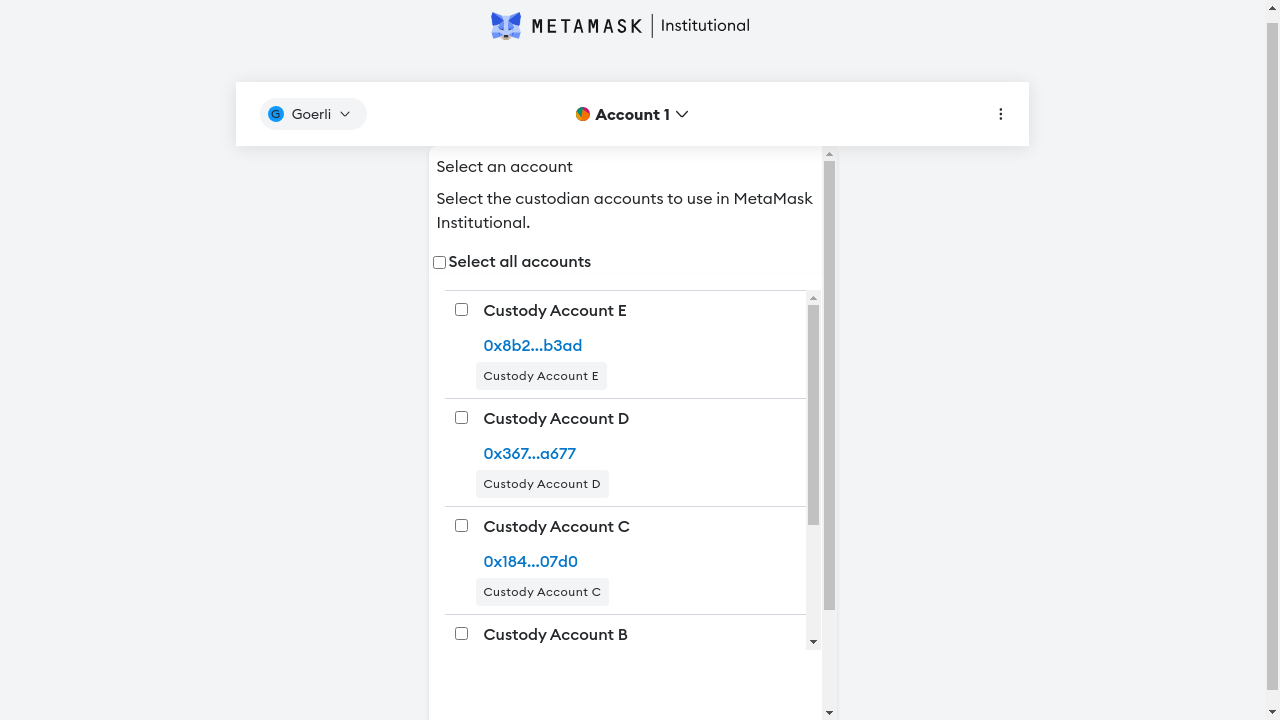 METAMASK | Institutional
G Goerli
Account 1
Select an account
Select the custodian accounts to use in MetaMask
Institutional.
Select all accounts
Custody Account E
0x8b2...b3ad
Custody Account E
Custody Account D
0x367...a677
Custody Account D
Custody Account C
0x184...07d0
Custody Account C
Custody Account B